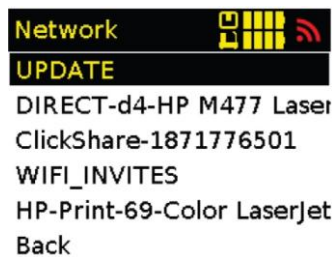 Network
UPDATE
DIRECT-d4-HP M477 Laser
ClickShare-1871776501
WIFI_INVITES
HP-Print-69-Color LaserJet
Back